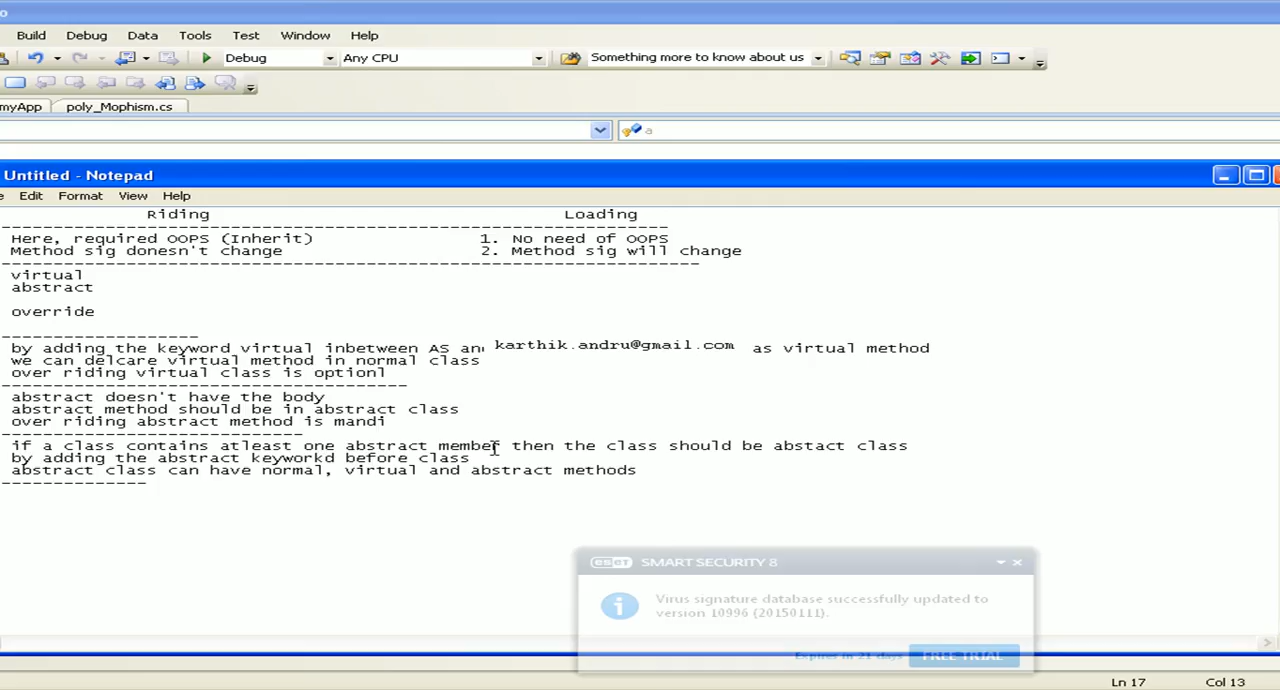 o
Build Debug Data Tools Test Window Help
Debug Any CPU Something more to know about us
myApp poly_Mophism.cs
a
Untitled - Notepad
e Edit Format View Help
Riding Loading
----------------------------------------------------------------
Here, required OOPS (Inherit) 1. No need of OOPS
Method sig donesn't change 2. Method sig will change
-------------------------------------------------------------------
virtual
abstract
override
-------------------
by adding the keyword virtual inbetween AS and karthik.andru@gmail.com as virtual method
we can delcare virtual method in normal class
over riding virtual class is optionl
---------------------------------------
abstract doesn't have the body
abstract method should be in abstract class
over riding abstract method is mandi
-----------------------------
if a class contains atleast one abstract member then the class should be abstact class
by adding the abstract keyworkd before class
abstract class can have normal, virtual and abstract methods
--------------
eset SMART SECURITY 8
Virus signature database successfully updated to
version 10996 (20150111).
Expires in 21 days FREE TRIAL
Ln 17 Col 13